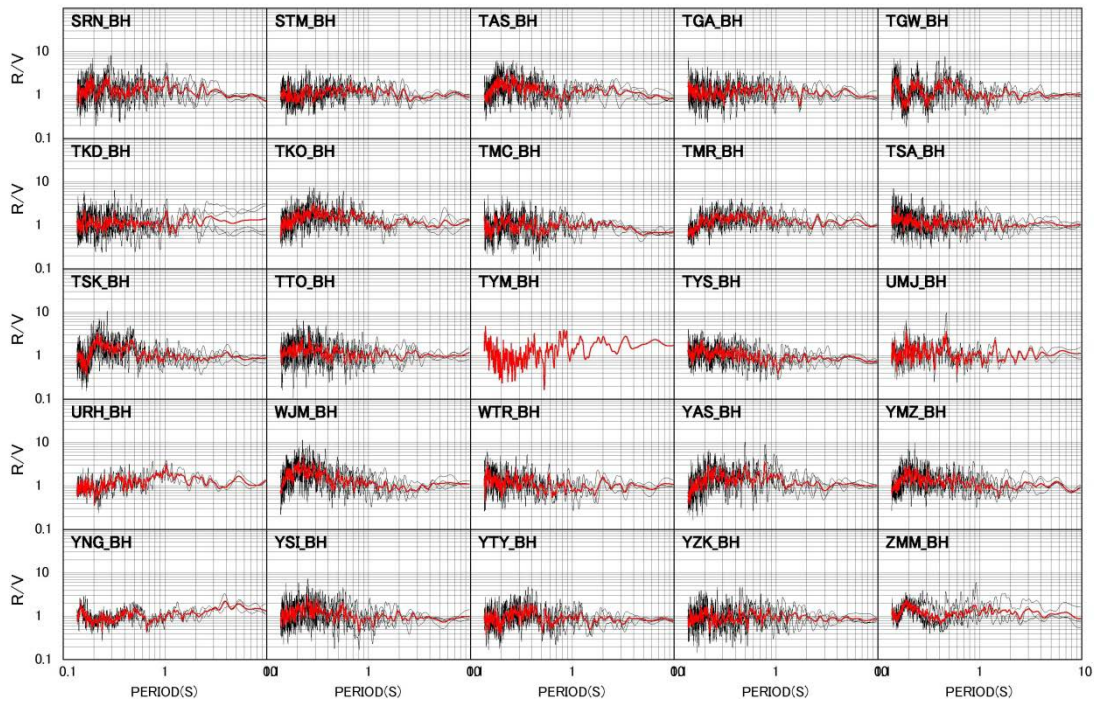 SRN_BH STM_BH TAS_BH TGA_BH TGW_BH
R/V 10 1 0.1
TKD_BH TKO_BH TMC_BH TMR_BH TSA_BH
R/V 10 1 0.1
TSK_BH TTO_BH TYM_BH TYS_BH UMJ_BH
R/V 10 1 0.1
URH_BH WJM_BH WTR_BH YAS_BH YMZ_BH
R/V 10 1 0.1
YNG_BH YSI_BH YTY_BH YZK_BH ZMM_BH
R/V 10 1 0.1
0.1 1 1 1 1 1 10
PERIOD(S) PERIOD(S) PERIOD(S) PERIOD(S) PERIOD(S)